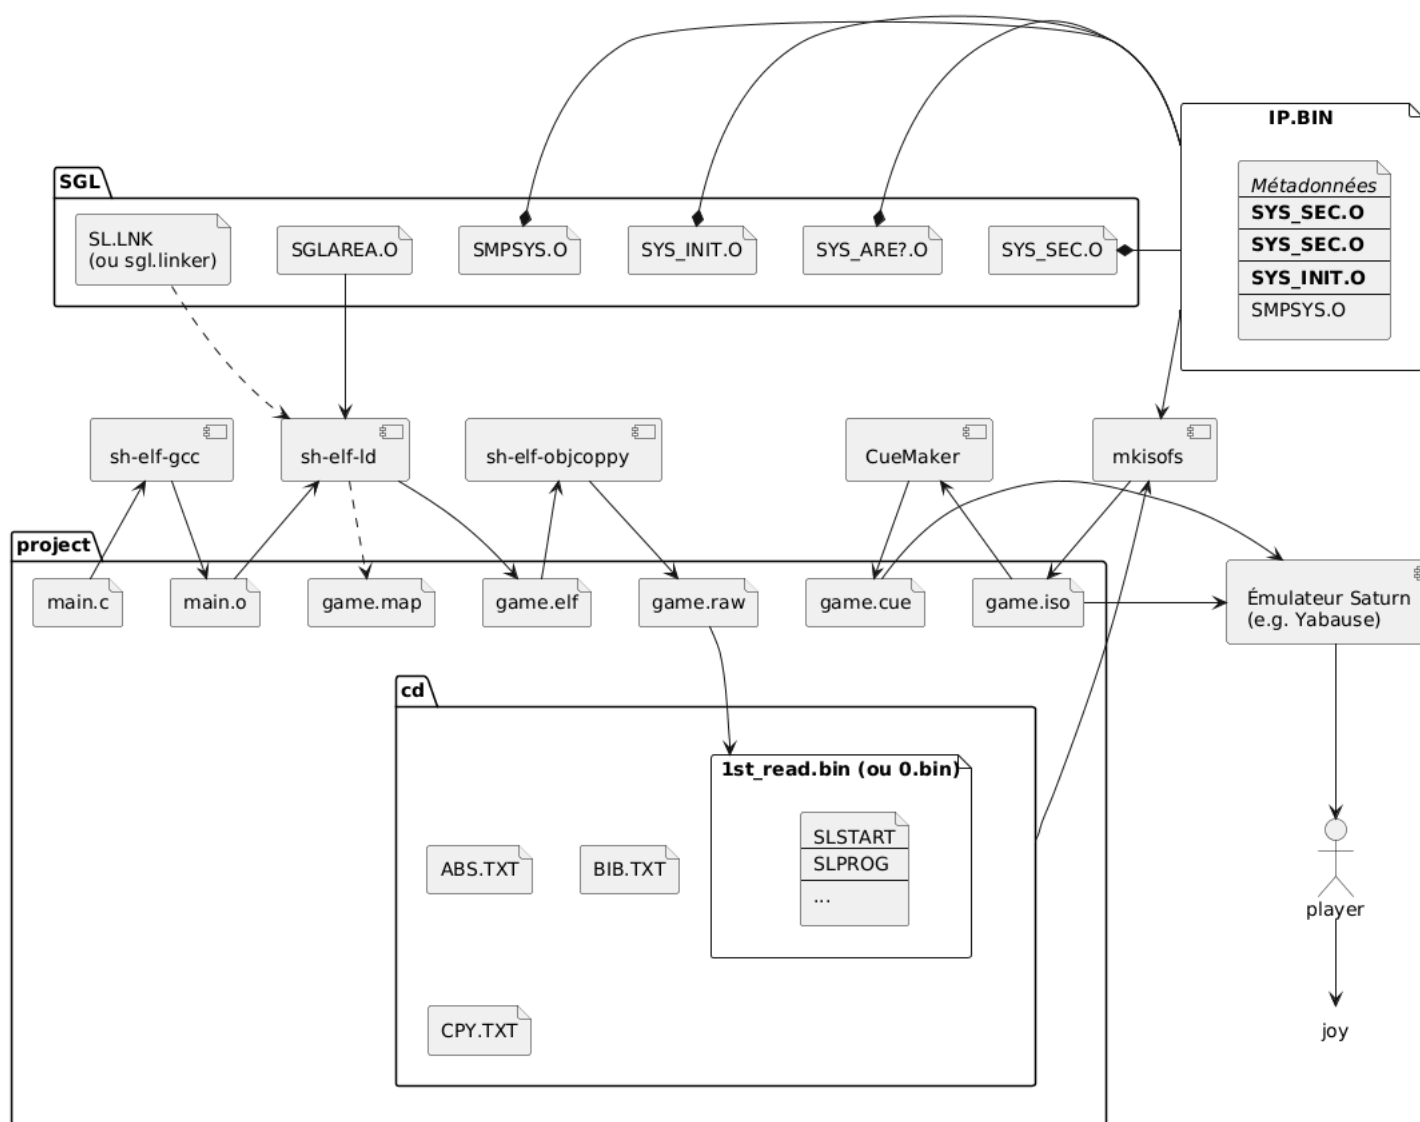 IP.BIN
Métadonnées
SYS_SEC.O
SYS_SEC.O
SYS_INIT.O
SMPSYS.O
SGL
SL.LNK
(ou sgl.linker)
SGLAREA.O
SMPSYS.O
SYS_INIT.O
SYS_ARE?.O
SYS_SEC.O
sh-elf-gcc
sh-elf-ld
sh-elf-objcoppy
CueMaker
mkisofs
project
main.c
main.o
game.map
game.elf
game.raw
game.cue
game.iso
Émulateur Saturn
(e.g. Yabause)
cd
1st_read.bin (ou 0.bin)
SLSTART
SLPROG
...
ABS.TXT
BIB.TXT
CPY.TXT
player
joy